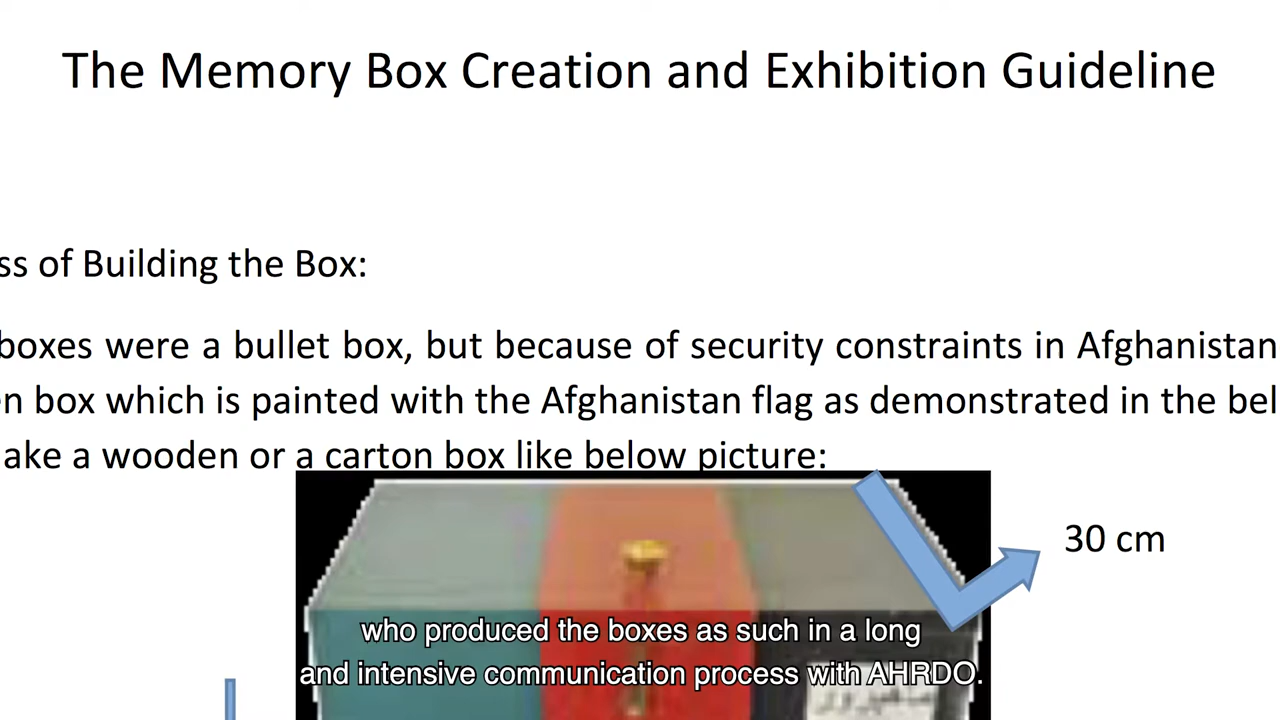 The Memory Box Creation and Exhibition Guideline
ss of Building the Box:
boxes were a bullet box, but because of security constraints in Afghanistan
en box which is painted with the Afghanistan flag as demonstrated in the bel
ake a wooden or a carton box like below picture:
30 cm
who produced the boxes as such in a long
and intensive communication process with AHRDO.